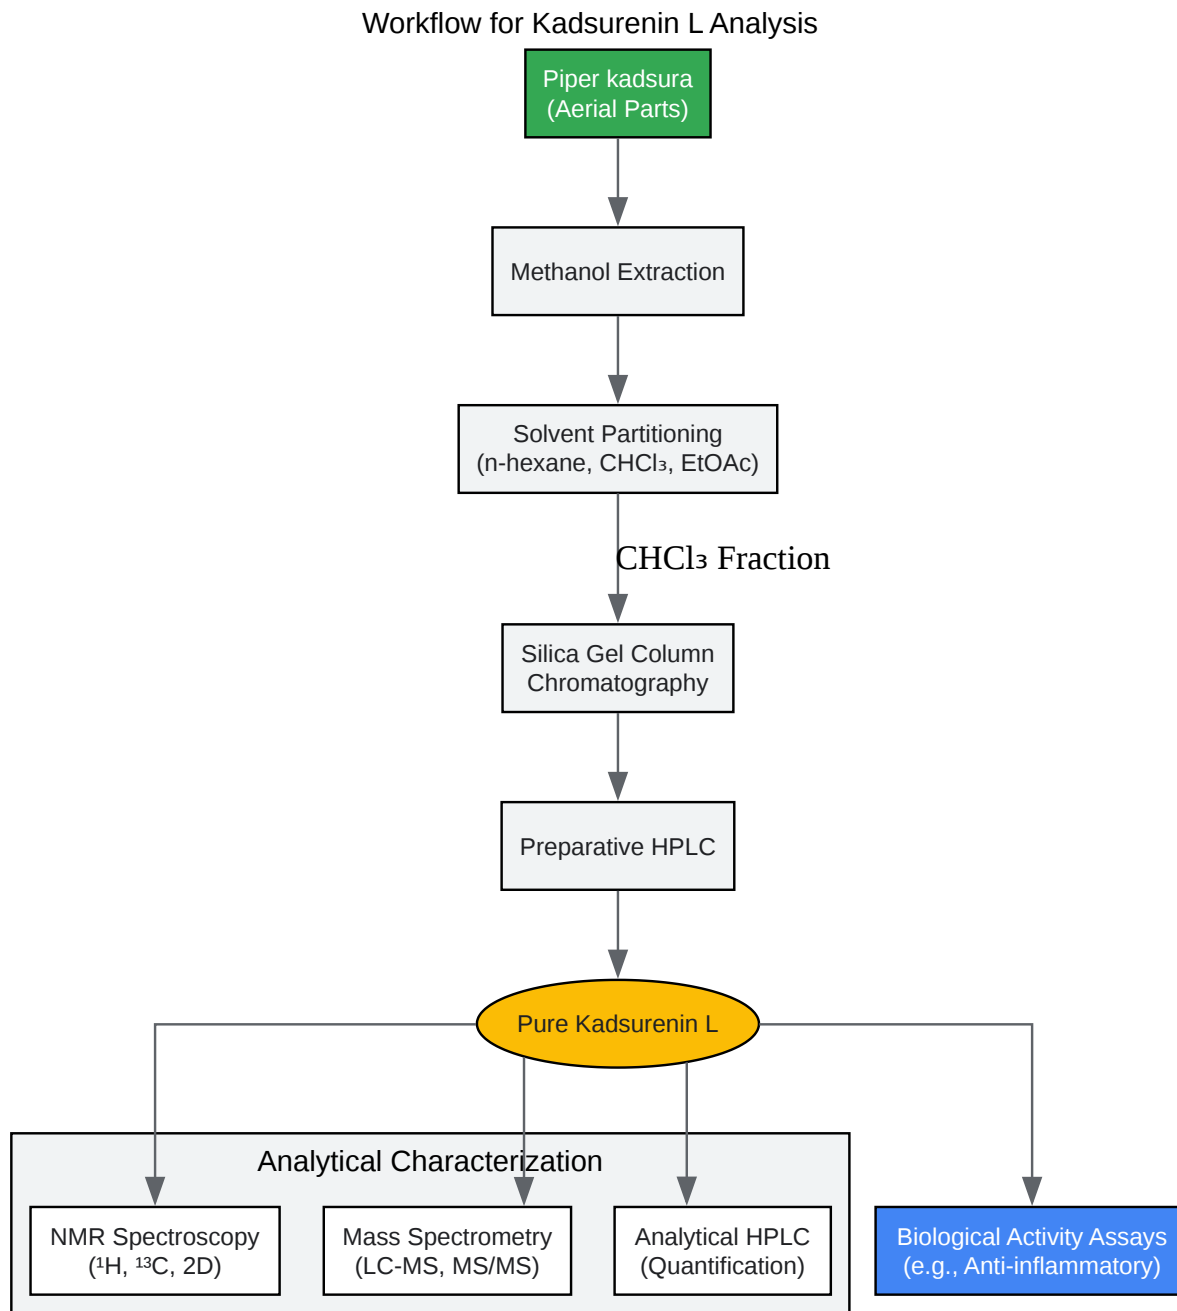 Workflow for Kadsurenin L Analysis
Piper kadsura
(Aerial Parts)
Methanol Extraction
Solvent Partitioning
(n-hexane, CHCl₃, EtOAc)
CHCl₃ Fraction
Silica Gel Column
Chromatography
Preparative HPLC
Pure Kadsurenin L
Analytical Characterization
NMR Spectroscopy
(¹H, ¹³C, 2D)
Mass Spectrometry
(LC-MS, MS/MS)
Analytical HPLC
(Quantification)
Biological Activity Assays
(e.g., Anti-inflammatory)